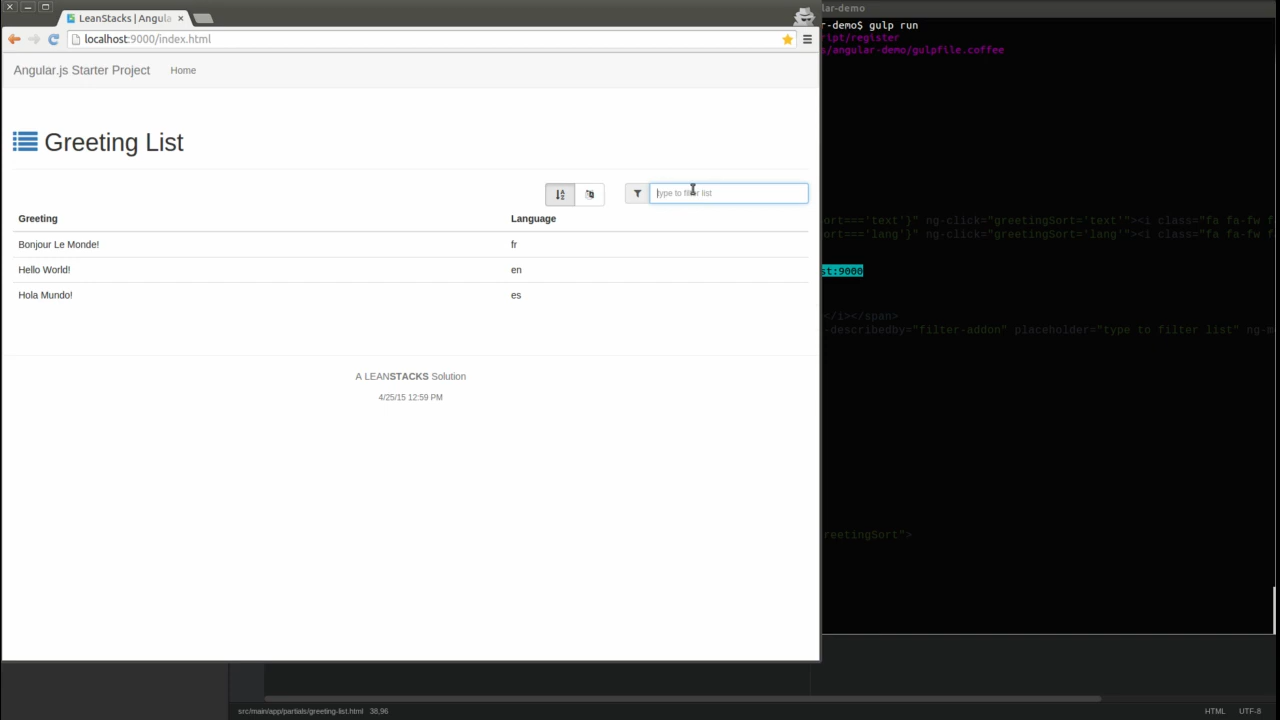 LeanStacks | Angula
lar-demo
localhost:9000/index.html
r-demo$ gulp run
ript/register
s/angular-demo/gulpfile.coffee
Angular.js Starter Project Home
Greeting List
type to filter list
Greeting Language
Bonjour Le Monde! fr
Hello World! en
Hola Mundo! es
ort==='text'}" ng-click="greetingSort='text'"><i class="fa fa-fw f
ort==='lang'}" ng-click="greetingSort='lang'"><i class="fa fa-fw f
st:9000
</i></span>
-describedby="filter-addon" placeholder="type to filter list" ng-m
A LEANSTACKS Solution
4/25/15 12:59 PM
reetingSort">
src/main/app/partials/greeting-list.html 38,96 HTML UTF-8